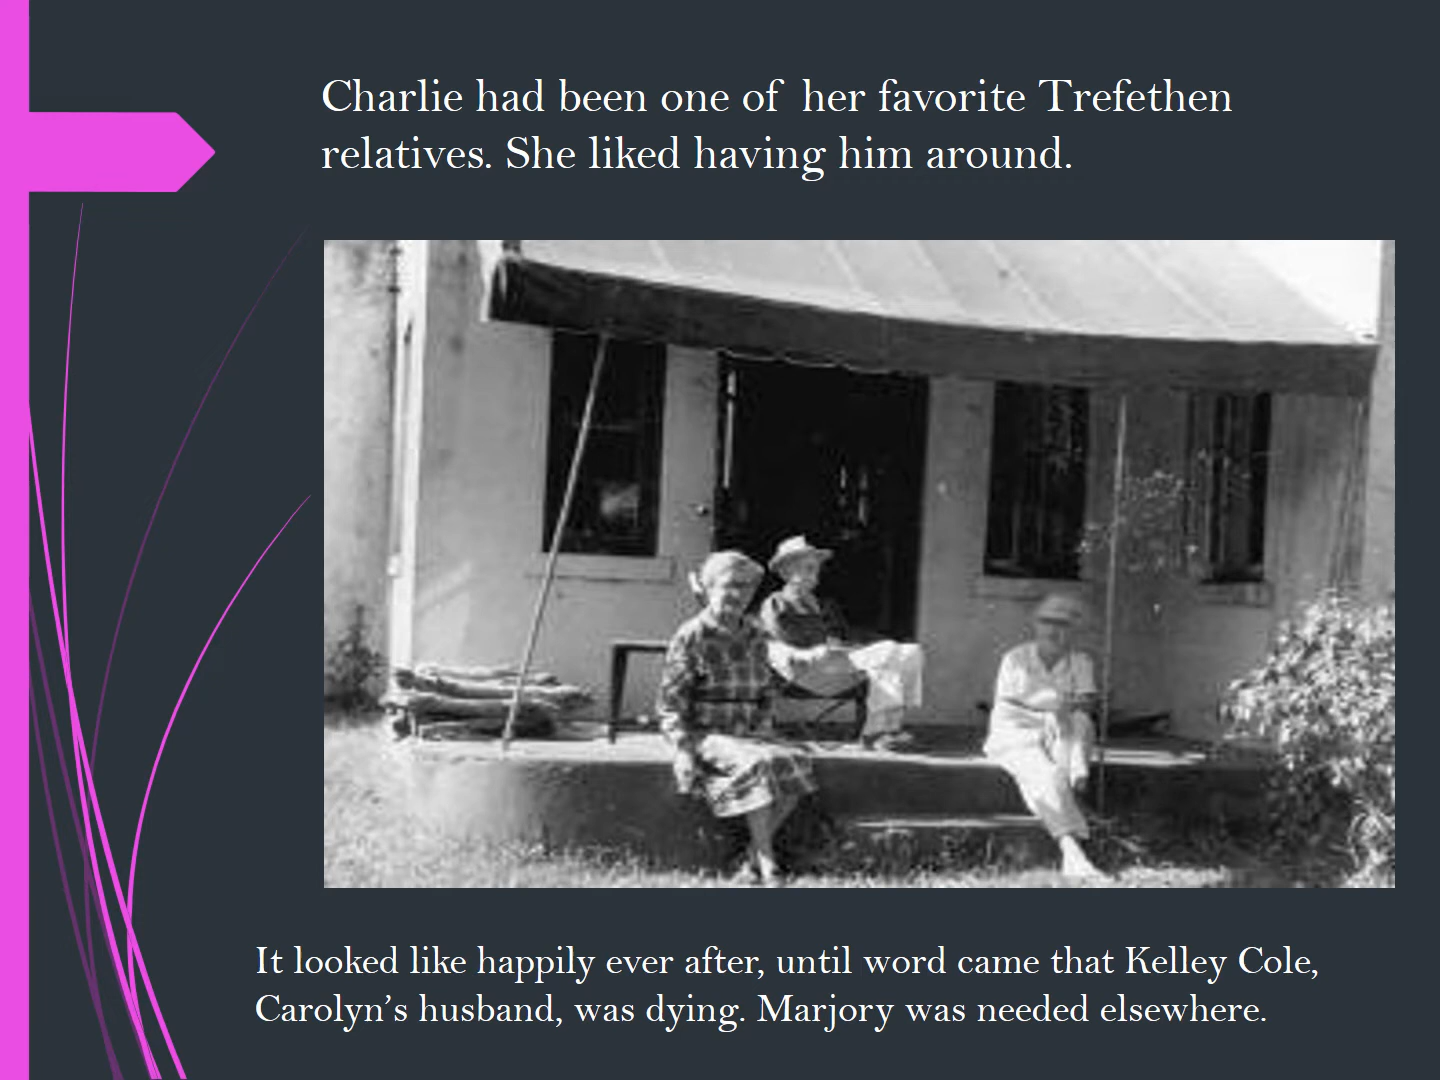 Charlie had been one of her favorite Trefethen
relatives. She liked having him around.
It looked like happily ever after, until word came that Kelley Cole,
Carolyn’s husband, was dying. Marjory was needed elsewhere.